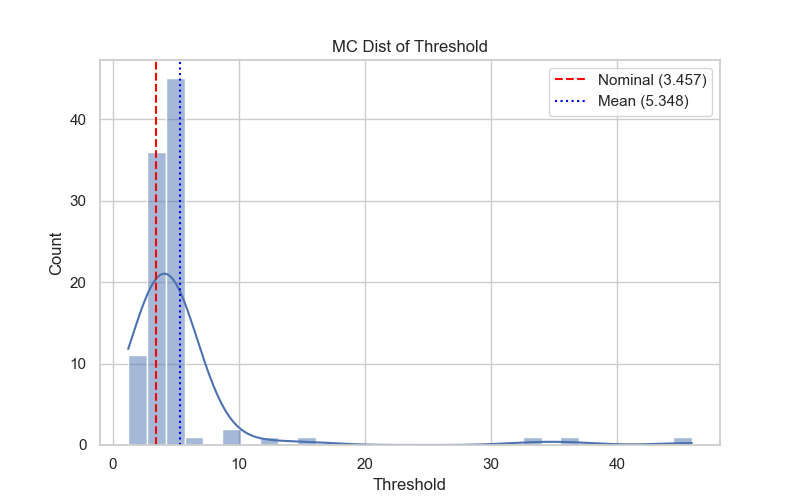 MC Dist of Threshold
Nominal (3.457)
Mean (5.348)
Count
40
30
20
10
0
0 10 20 30 40
Threshold